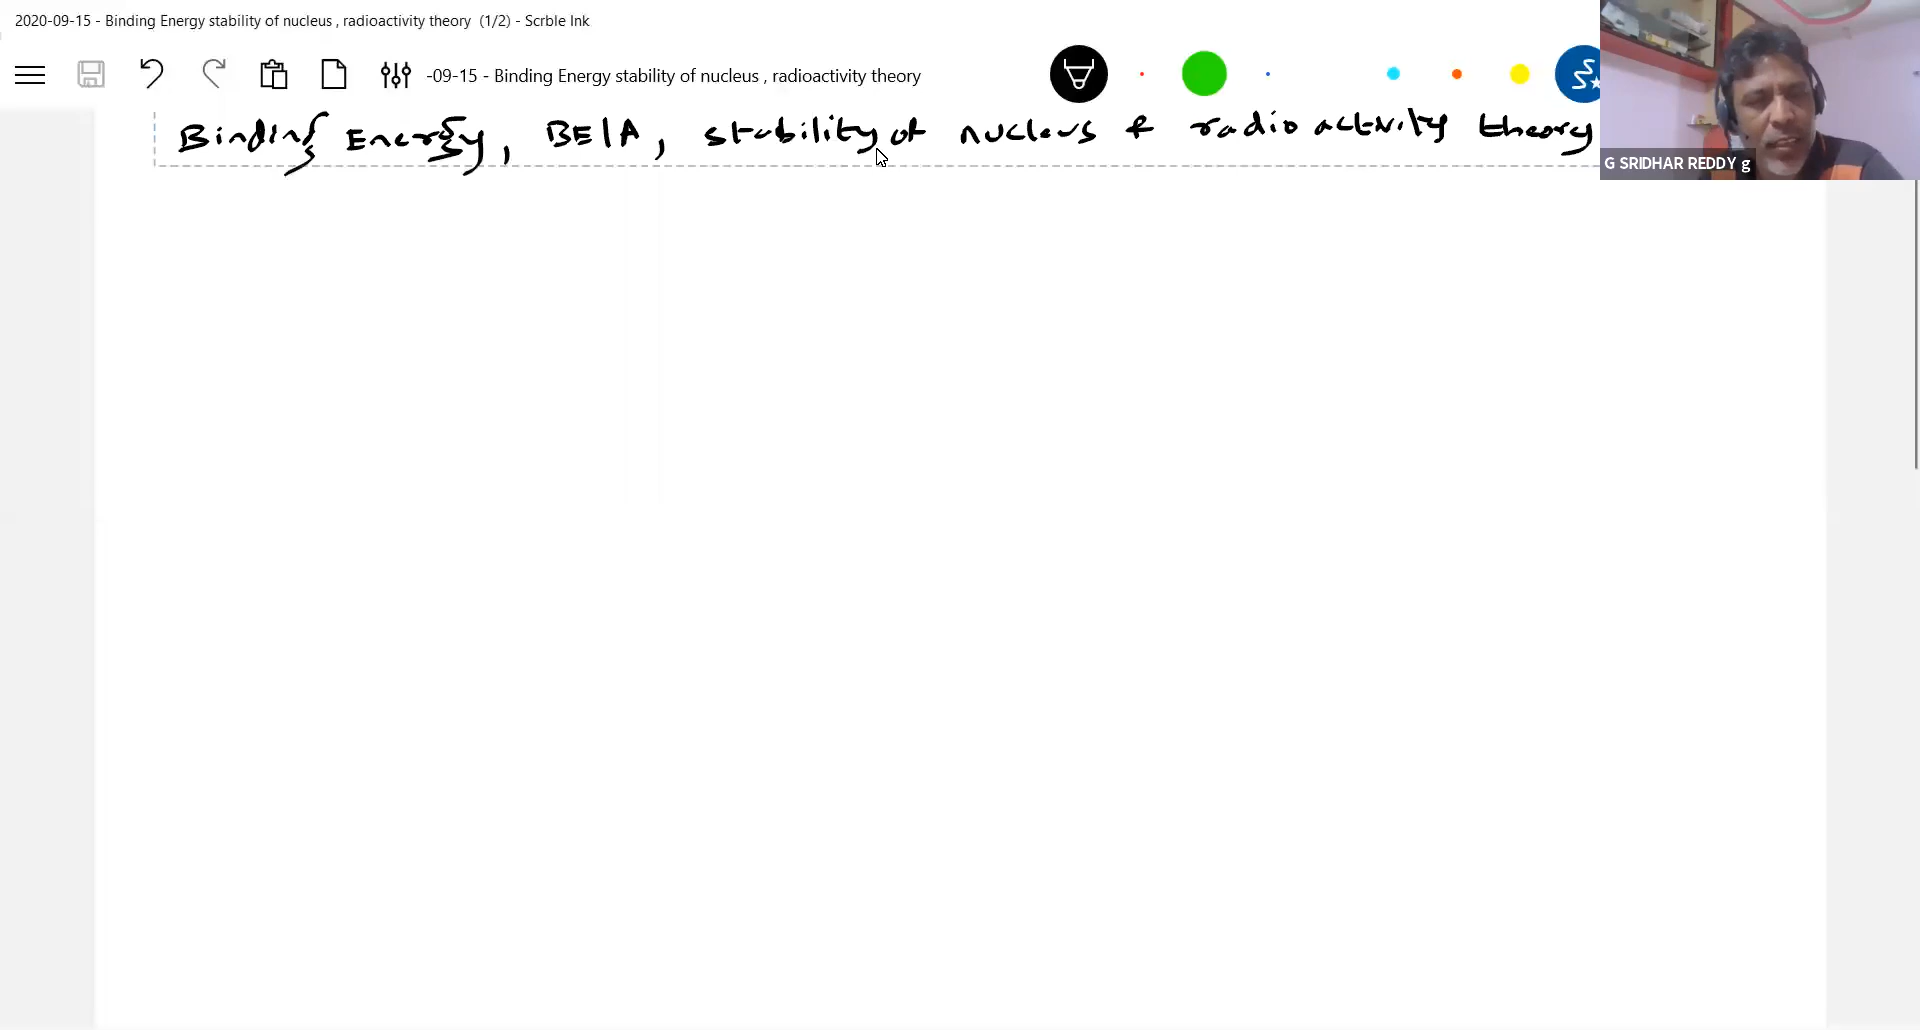 2020-09-15 - Binding Energy stability of nucleus , radioactivity theory (1/2) - Scrble Ink
-09-15 - Binding Energy stability of nucleus , radioactivity theory
Binding Energy, BE/A, stability of nucleus & radio activity theory
G SRIDHAR REDDY g